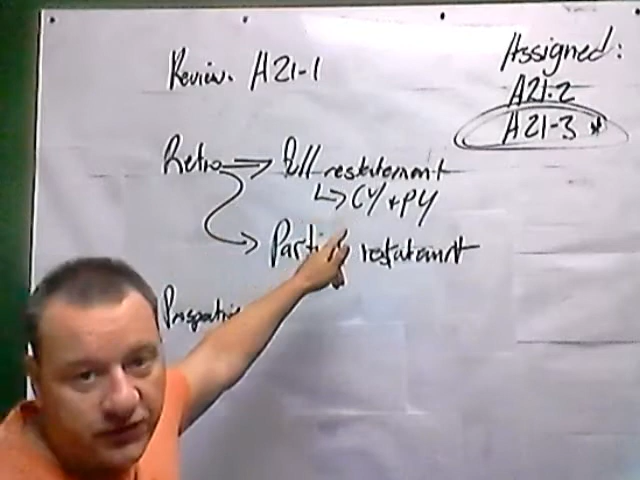 Review. A21-1
Assigned:
A21-2
A21-3 *
Retro ⇒ Full restatement
↳ CY + PY
Partial restatement
Prospective